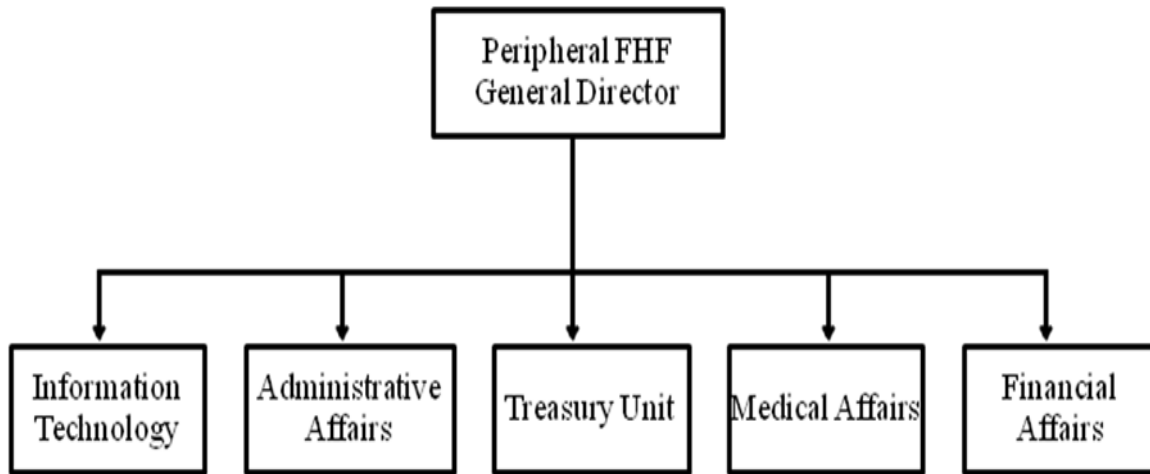 Peripheral FHF
General Director
Information
Technology
Administrative
Affairs
Treasury Unit
Medical Affairs
Financial
Affairs